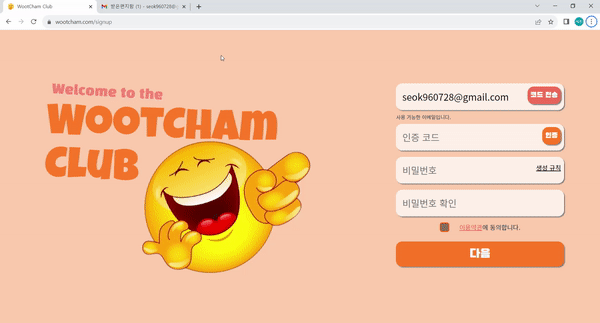 WootCham Club
받은편지함 (1) - seok960728@g
wootcham.com/signup
Welcome to the
WOOTCHAM
CLUB
seok960728@gmail.com
코드 전송
사용 가능한 이메일입니다.
인증 코드
컨펌
비밀번호
생성 규칙
비밀번호 확인
이용약관에 동의합니다.
다음